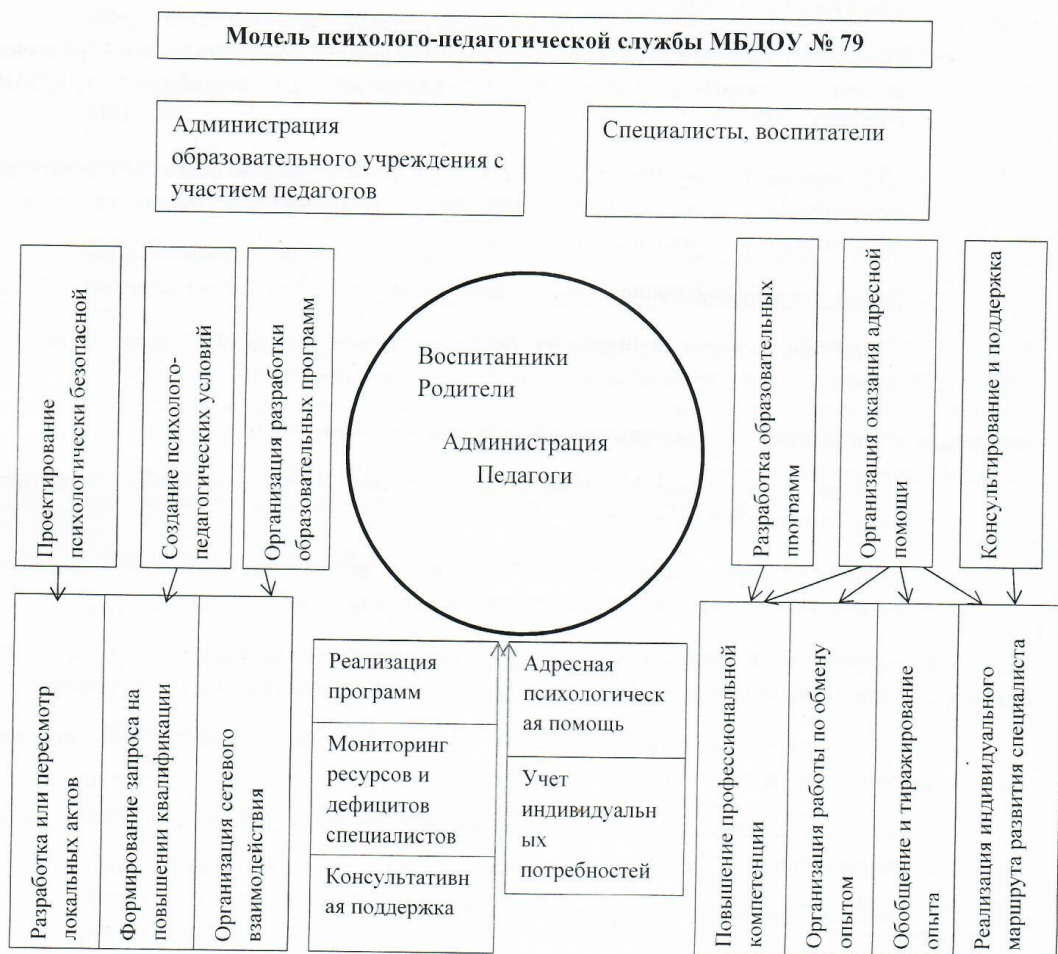 Модель психолого-педагогической службы МБДОУ № 79
Администрация
образовательного учреждения с
участием педагогов
Специалисты, воспитатели
Проектирование
психологически безопасной
Создание психолого-
педагогических условий
Организация разработки
образовательных программ
Воспитанники
Родители
Администрация
Педагоги
Разработка образовательных
программ
Организация оказания адресной
помощи
Консультирование и поддержка
Разработка или пересмотр
локальных актов
Формирование запроса на
повышении квалификации
Организация сетевого
взаимодействия
Реализация
программ
Мониторинг
ресурсов и
дефицитов
специалистов
Консультативн
ая поддержка
Адресная
психологическ
ая помощь
Учет
индивидуальн
ых
потребностей
Повышение профессиональной
компетенции
Организация работы по обмену
опытом
Обобщение и тиражирование
опыта
Реализация индивидуального
маршрута развития специалиста